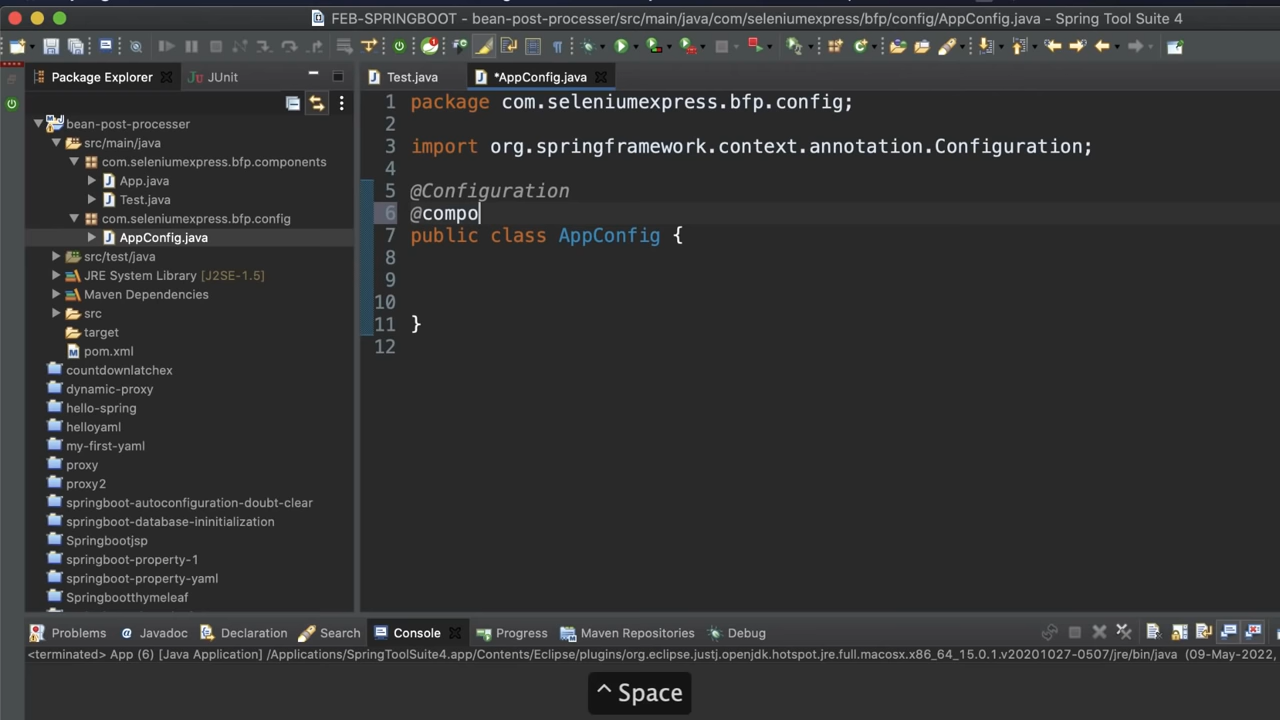 FEB-SPRINGBOOT - bean-post-processer/src/main/java/com/seleniumexpress/bfp/config/AppConfig.java - Spring Tool Suite 4
Package Explorer
JUnit
Test.java
*AppConfig.java
bean-post-processer
src/main/java
com.seleniumexpress.bfp.components
App.java
Test.java
com.seleniumexpress.bfp.config
AppConfig.java
src/test/java
JRE System Library [J2SE-1.5]
Maven Dependencies
src
target
pom.xml
countdownlatchex
dynamic-proxy
hello-spring
helloyaml
my-first-yaml
proxy
proxy2
springboot-autoconfiguration-doubt-clear
springboot-database-ininitialization
Springbootjsp
springboot-property-1
springboot-property-yaml
Springbootthymeleaf
1 package com.seleniumexpress.bfp.config;
2
3 import org.springframework.context.annotation.Configuration;
4
5 @Configuration
6 @compo
7 public class AppConfig {
8
9
10
11 }
12
Problems
@ Javadoc
Declaration
Search
Console
Progress
Maven Repositories
Debug
<terminated> App (6) [Java Application] /Applications/SpringToolSuite4.app/Contents/Eclipse/plugins/org.eclipse.justj.openjdk.hotspot.jre.full.macosx.x86_64_15.0.1.v20201027-0507/jre/bin/java (09-May-2022,
^ Space